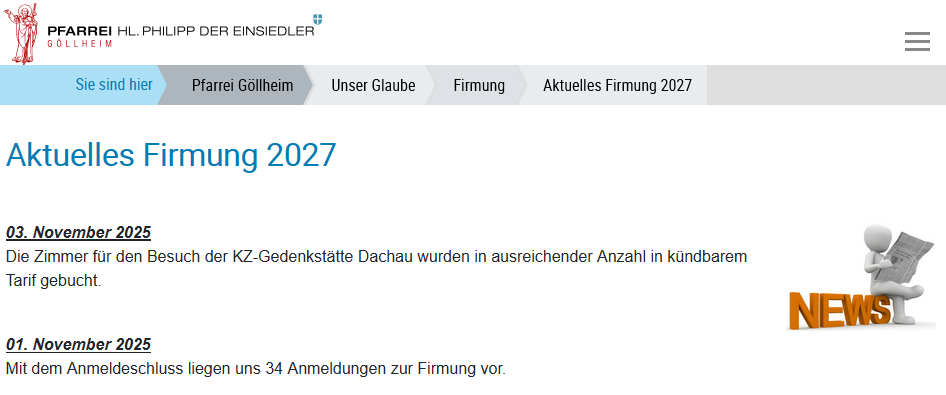 PFARREI HL. PHILIPP DER EINSIEDLER
GÖLLHEIM
Sie sind hier Pfarrei Göllheim Unser Glaube Firmung Aktuelles Firmung 2027
Aktuelles Firmung 2027
03. November 2025
Die Zimmer für den Besuch der KZ-Gedenkstätte Dachau wurden in ausreichender Anzahl in kündbarem
Tarif gebucht.
NEWS
01. November 2025
Mit dem Anmeldeschluss liegen uns 34 Anmeldungen zur Firmung vor.